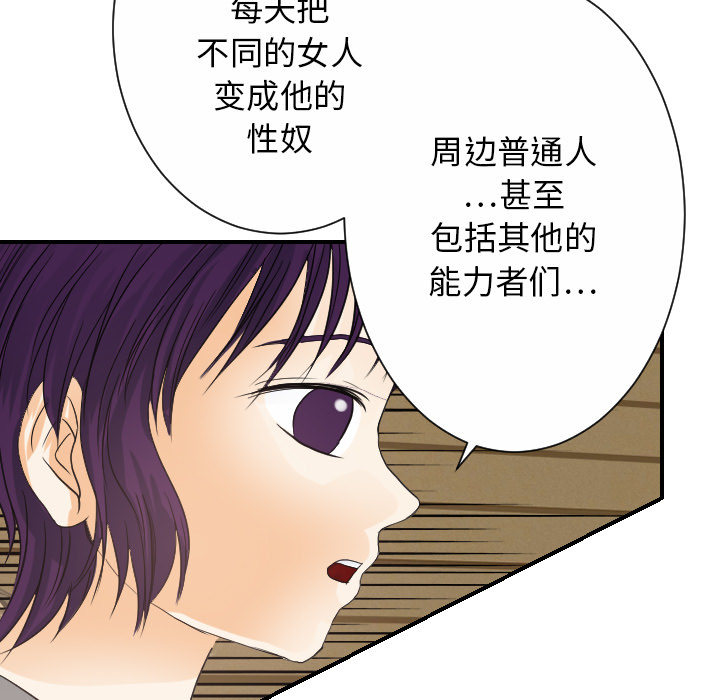 每天把
不同的女人
变成他的
性奴
周边普通人
...甚至
包括其他的
能力者们...